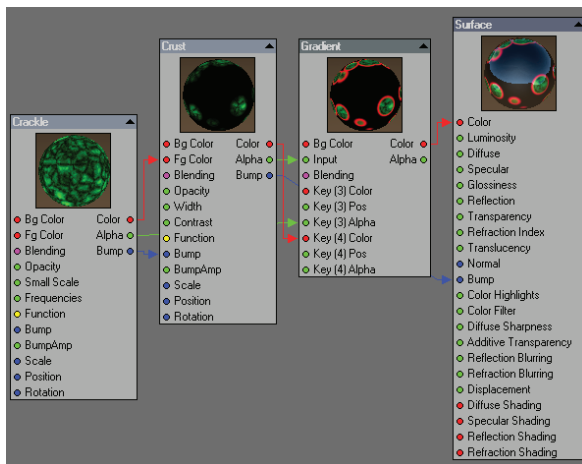 Crackle
Bg Color Color
Fg Color Alpha
Blending Bump
Opacity
Small Scale
Frequencies
Function
Bump
BumpAmp
Scale
Position
Rotation
Crust
Bg Color Color
Fg Color Alpha
Blending Bump
Opacity
Width
Contrast
Function
Bump
BumpAmp
Scale
Position
Rotation
Gradient
Bg Color Color
Input Alpha
Blending
Key (3) Color
Key (3) Pos
Key (3) Alpha
Key (4) Color
Key (4) Pos
Key (4) Alpha
Surface
Color
Luminosity
Diffuse
Specular
Glossiness
Reflection
Transparency
Refraction Index
Translucency
Normal
Bump
Color Highlights
Color Filter
Diffuse Sharpness
Additive Transparency
Reflection Blurring
Refraction Blurring
Displacement
Diffuse Shading
Specular Shading
Reflection Shading
Refraction Shading